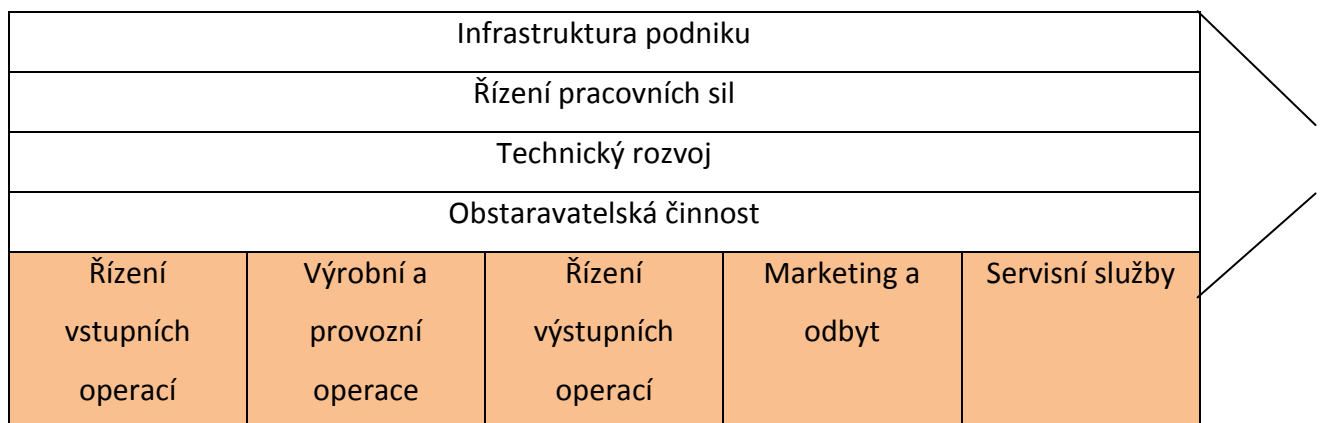 Infrastruktura podniku
Řízení pracovních sil
Technický rozvoj
Obstaravatelská činnost
Řízení
vstupních
operací
Výrobní a
provozní
operace
Řízení
výstupních
operací
Marketing a
odbyt
Servisní služby